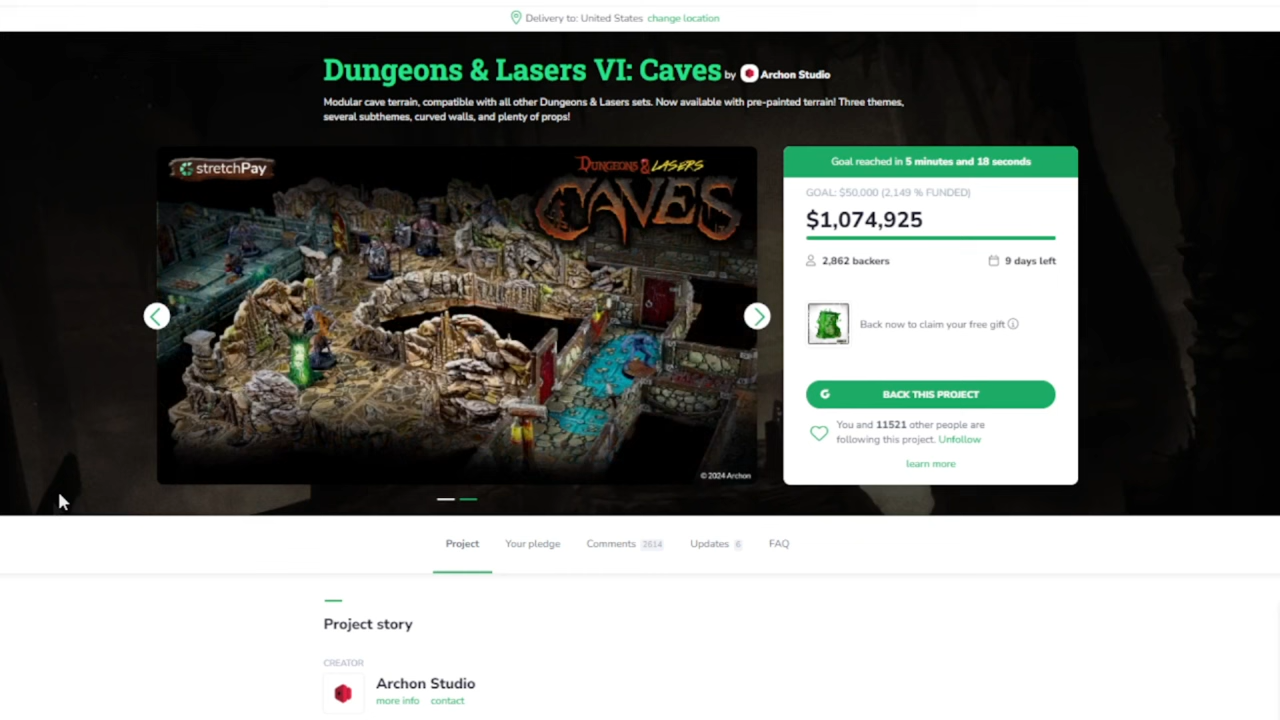 Delivery to: United States change location
Dungeons & Lasers VI: Caves by Archon Studio
Modular cave terrain, compatible with all other Dungeons & Lasers sets. Now available with pre-painted terrain! Three themes,
several subthemes, curved walls, and plenty of props!
stretchPay
DUNGEONS & LASERS
CAVES
© 2024 Archon
Goal reached in 5 minutes and 18 seconds
GOAL: $50,000 (2,149 % FUNDED)
$1,074,925
2,862 backers
9 days left
Back now to claim your free gift
BACK THIS PROJECT
You and 11521 other people are
following this project. Unfollow
learn more
Project
Your pledge
Comments 2614
Updates 6
FAQ
Project story
CREATOR
Archon Studio
more info contact